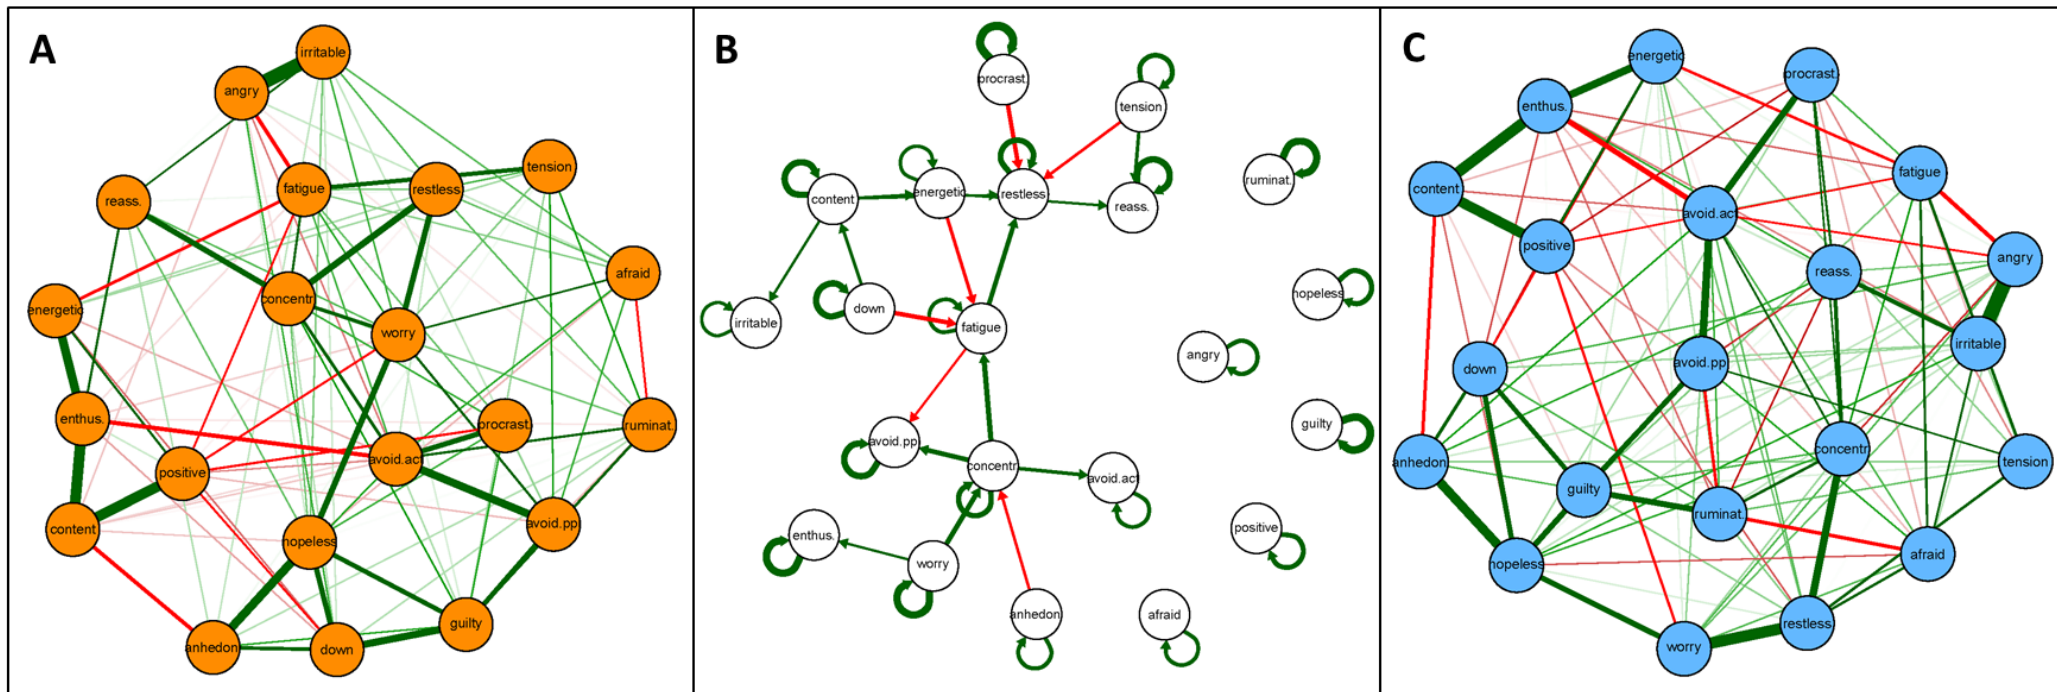 A
irritable
angry
tension
fatigue
restless
reass.
afraid
concentr
energetic
worry
enthus.
procrast.
ruminat.
avoid.act
positive
content
avoid.pp
hopeless
guilty
anhedon
down
B
procrast.
tension
ruminat.
content
energetic
restless
reass.
hopeless
down
irritable
fatigue
angry
guilty
avoid.pp
concentr
avoid.act
positive
enthus.
worry
anhedon
afraid
C
energetic
procrast.
enthus.
fatigue
content
avoid.act
positive
angry
reass.
irritable
down
avoid.pp
concentr
anhedon
tension
guilty
ruminat.
hopeless
afraid
restless
worry